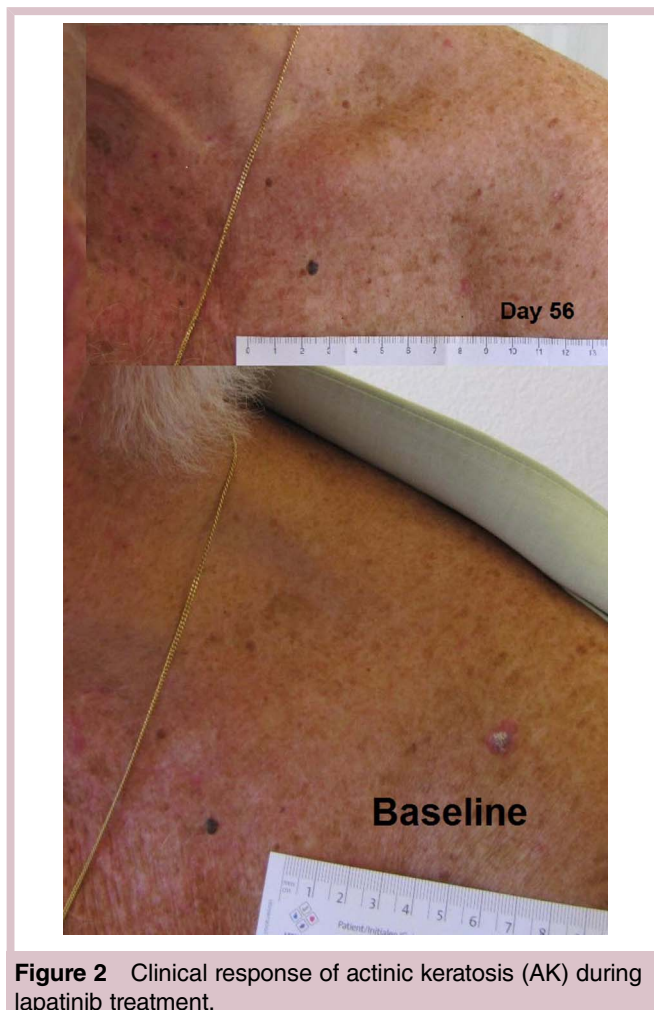 Day 56
0 1 2 3 4 5 6 7 8 9 10 11 12 13
Baseline
1 2 3 4 5 6 7 8
Patient/Initiales
Figure 2 Clinical response of actinic keratosis (AK) during
lapatinib treatment.